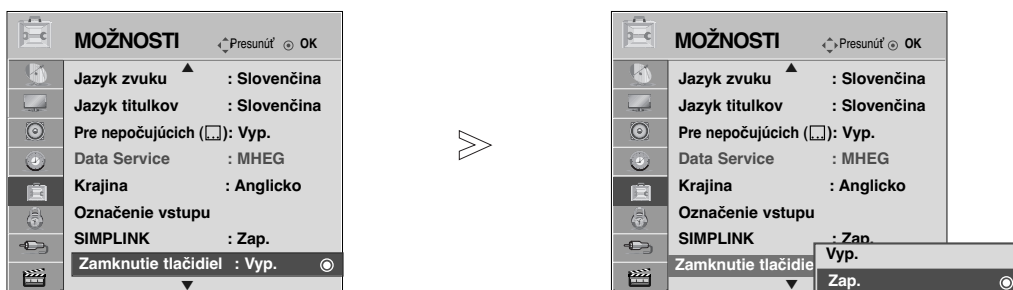 MOŽNOSTI Presunúť OK
Jazyk zvuku : Slovenčina
Jazyk titulkov : Slovenčina
Pre nepočujúcich (...): Vyp.
Data Service : MHEG
Krajina : Anglicko
Označenie vstupu
SIMPLINK : Zap.
Zamknutie tlačidiel : Vyp.
MOŽNOSTI Presunúť OK
Jazyk zvuku : Slovenčina
Jazyk titulkov : Slovenčina
Pre nepočujúcich (...): Vyp.
Data Service : MHEG
Krajina : Anglicko
Označenie vstupu
SIMPLINK : Zap.
Zamknutie tlačidie
Vyp.
Zap.